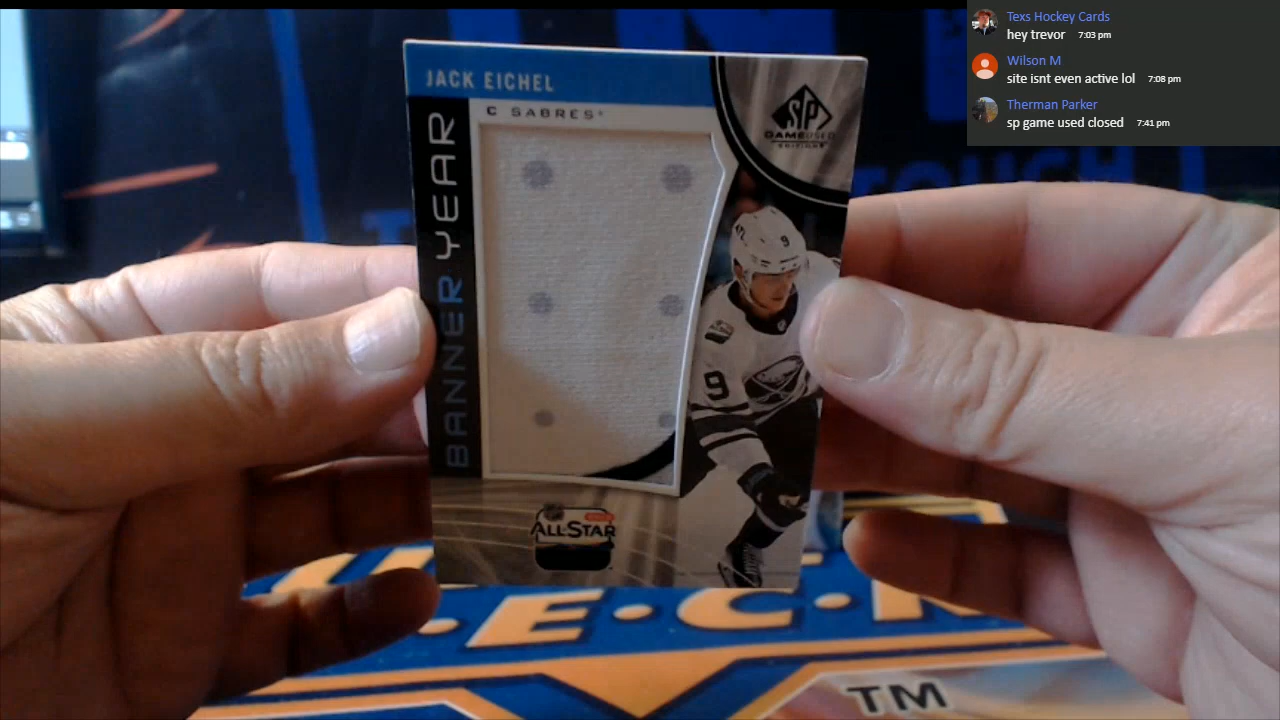 JACK EICHEL
C SABRES
BANNER YEAR
SP
GAME USED
EDITION
9
9
ALL-STAR
E.C.
TM
Texs Hockey Cards
hey trevor 7:03 pm
Wilson M
site isnt even active lol 7:08 pm
Therman Parker
sp game used closed 7:41 pm